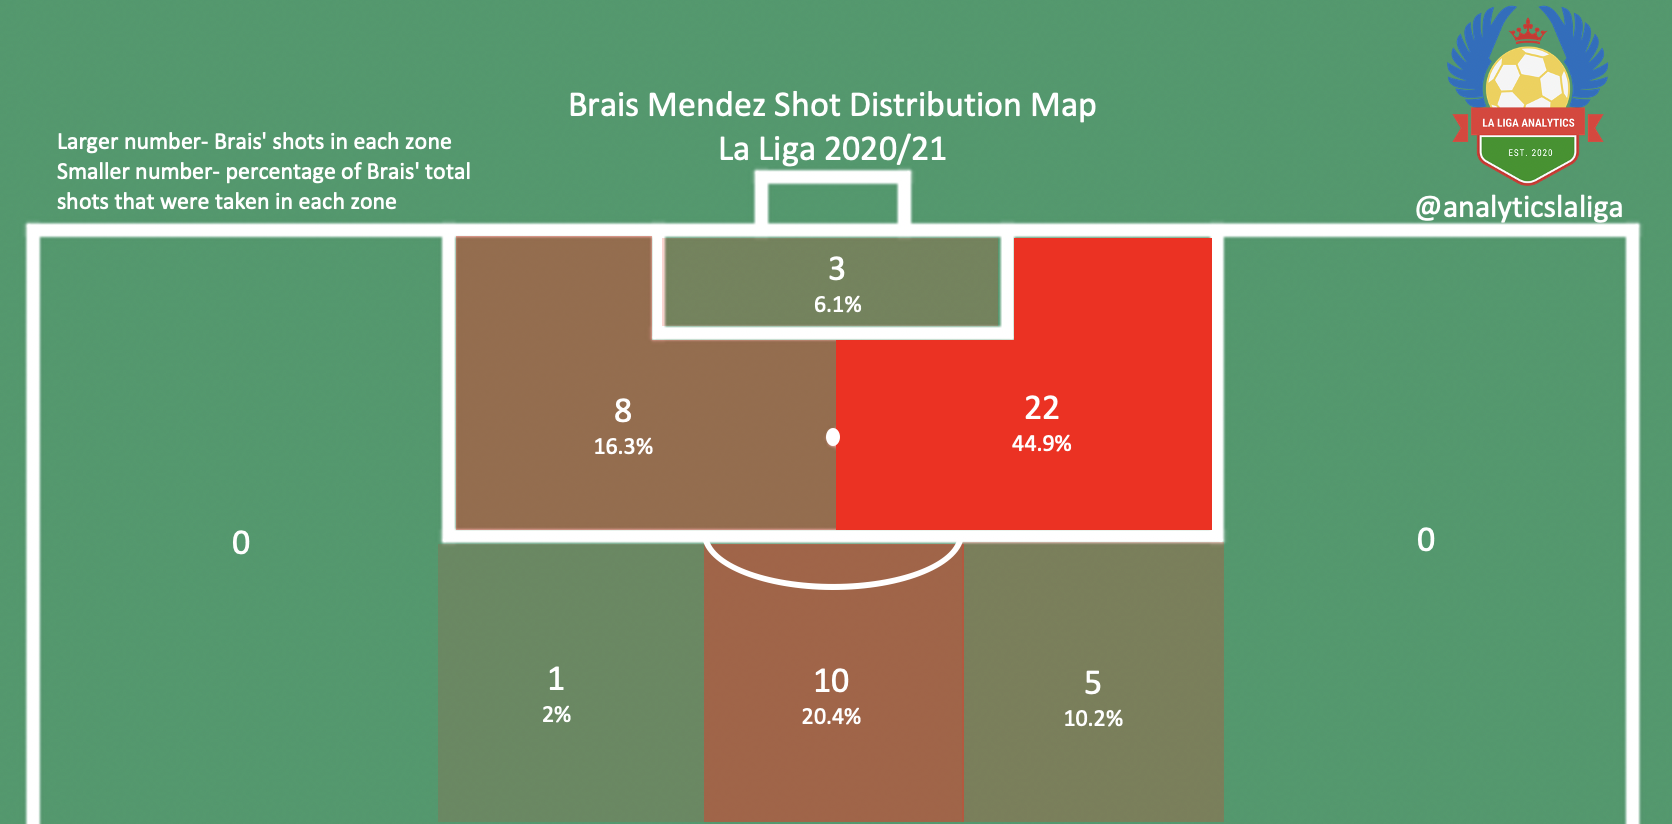 LA LIGA ANALYTICS
EST. 2020
@analyticslaliga
Brais Mendez Shot Distribution Map
La Liga 2020/21
Larger number- Brais' shots in each zone
Smaller number- percentage of Brais' total
shots that were taken in each zone
3
6.1%
8
16.3%
22
44.9%
0
0
1
2%
10
20.4%
5
10.2%